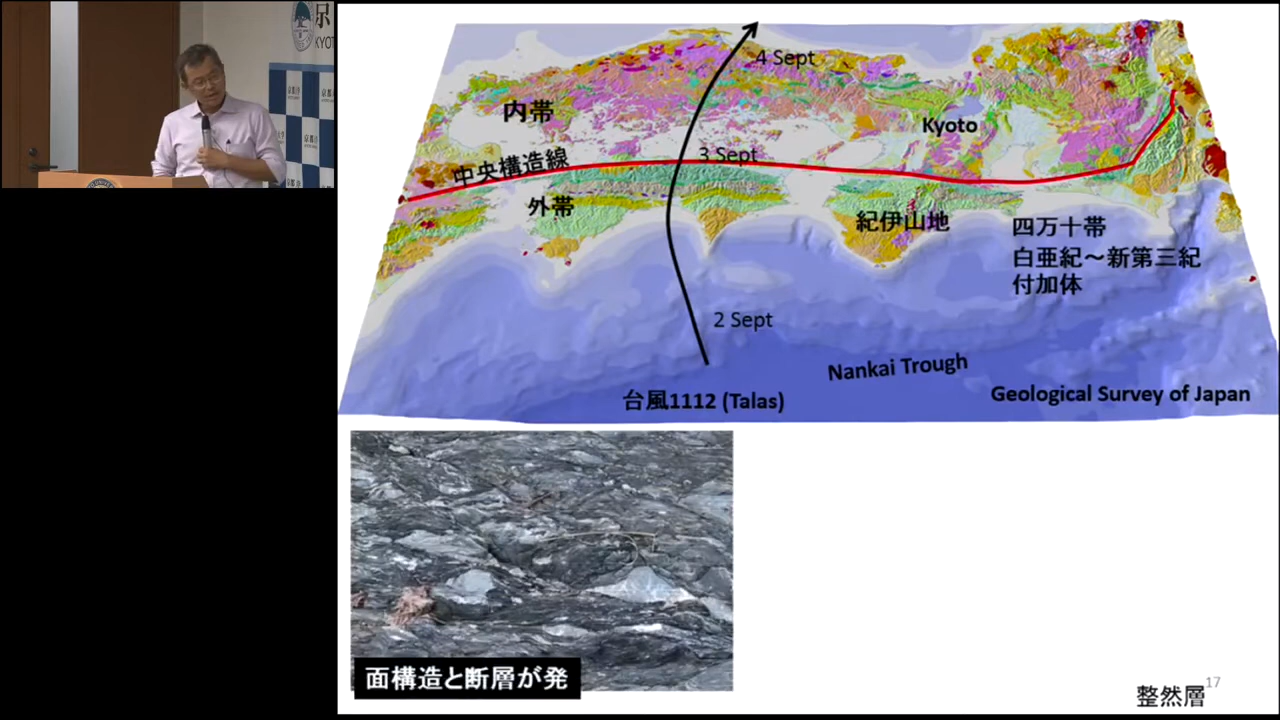 京
KYOT
4 Sept
内帯
Kyoto
3 Sept
中央構造線
外帯
紀伊山地
四万十帯
白亜紀～新第三紀
付加体
2 Sept
Nankai Trough
Geological Survey of Japan
台風1112 (Talas)
面構造と断層が発
17
整然層